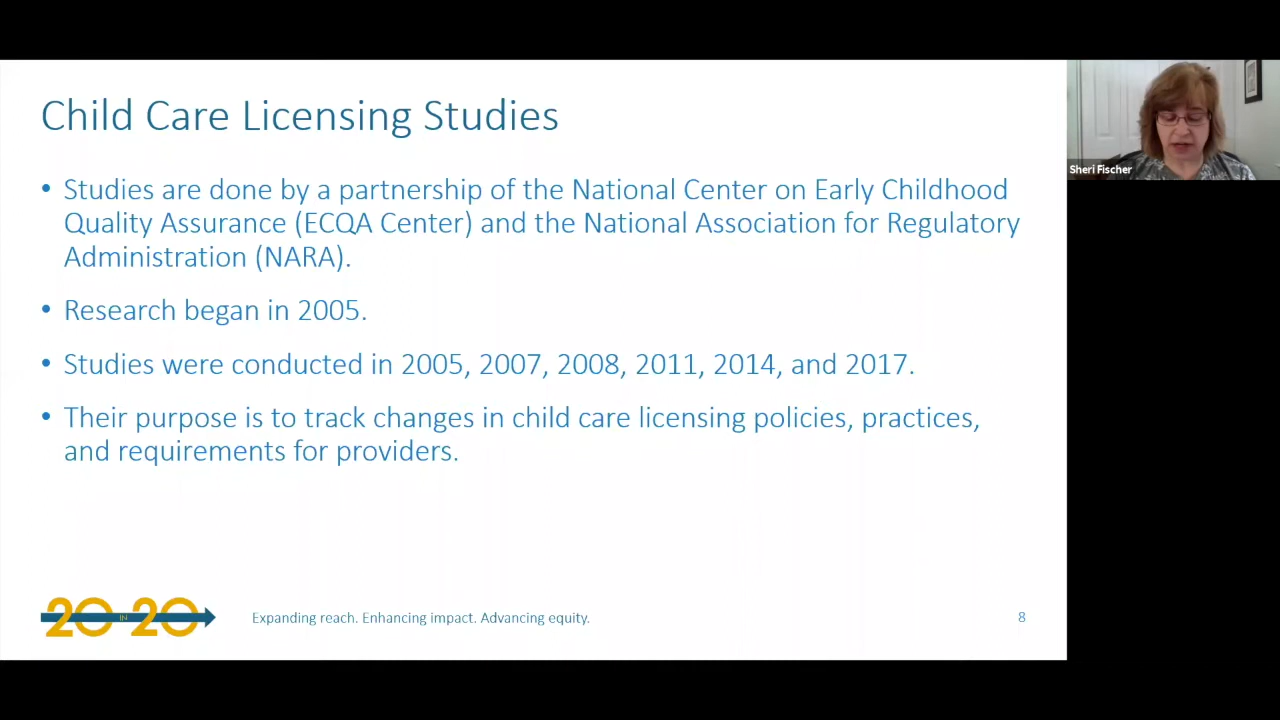 Child Care Licensing Studies
• Studies are done by a partnership of the National Center on Early Childhood
Quality Assurance (ECQA Center) and the National Association for Regulatory
Administration (NARA).
• Research began in 2005.
• Studies were conducted in 2005, 2007, 2008, 2011, 2014, and 2017.
• Their purpose is to track changes in child care licensing policies, practices,
and requirements for providers.
20 IN 20
Expanding reach. Enhancing impact. Advancing equity.
8
Sheri Fischer